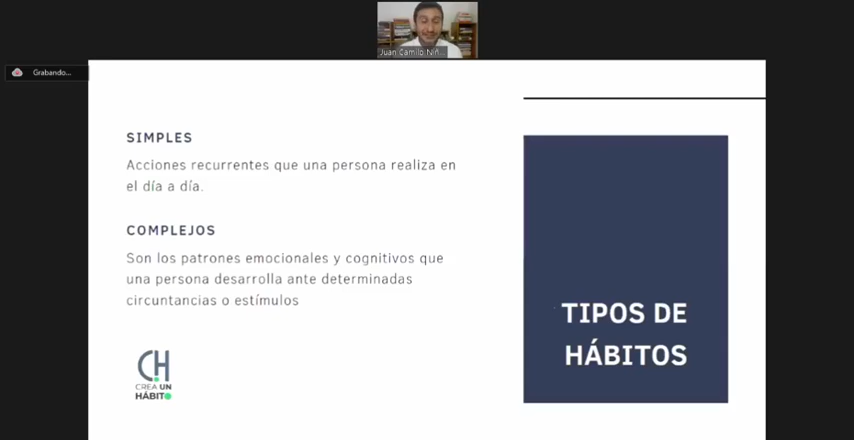 Juan Camilo Niñ...
Grabando...
SIMPLES
Acciones recurrentes que una persona realiza en
el día a día.
COMPLEJOS
Son los patrones emocionales y cognitivos que
una persona desarrolla ante determinadas
circuntancias o estímulos
CH
CREA UN
HÁBITO
TIPOS DE
HÁBITOS